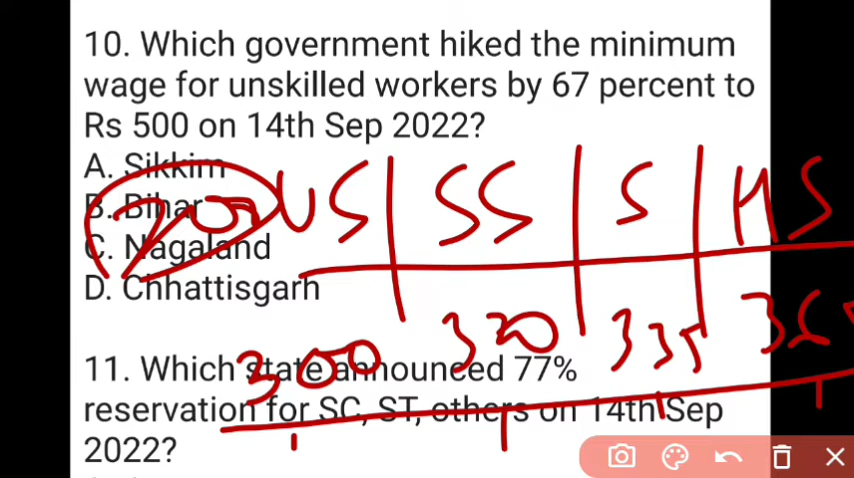 10. Which government hiked the minimum
wage for unskilled workers by 67 percent to
Rs 500 on 14th Sep 2022?
A. Sikkim
B. Bihar
C. Nagaland
D. Chhattisgarh
200
US SS S HS
300 320 335
11. Which state announced 77%
reservation for SC, ST, others on 14th Sep
2022?